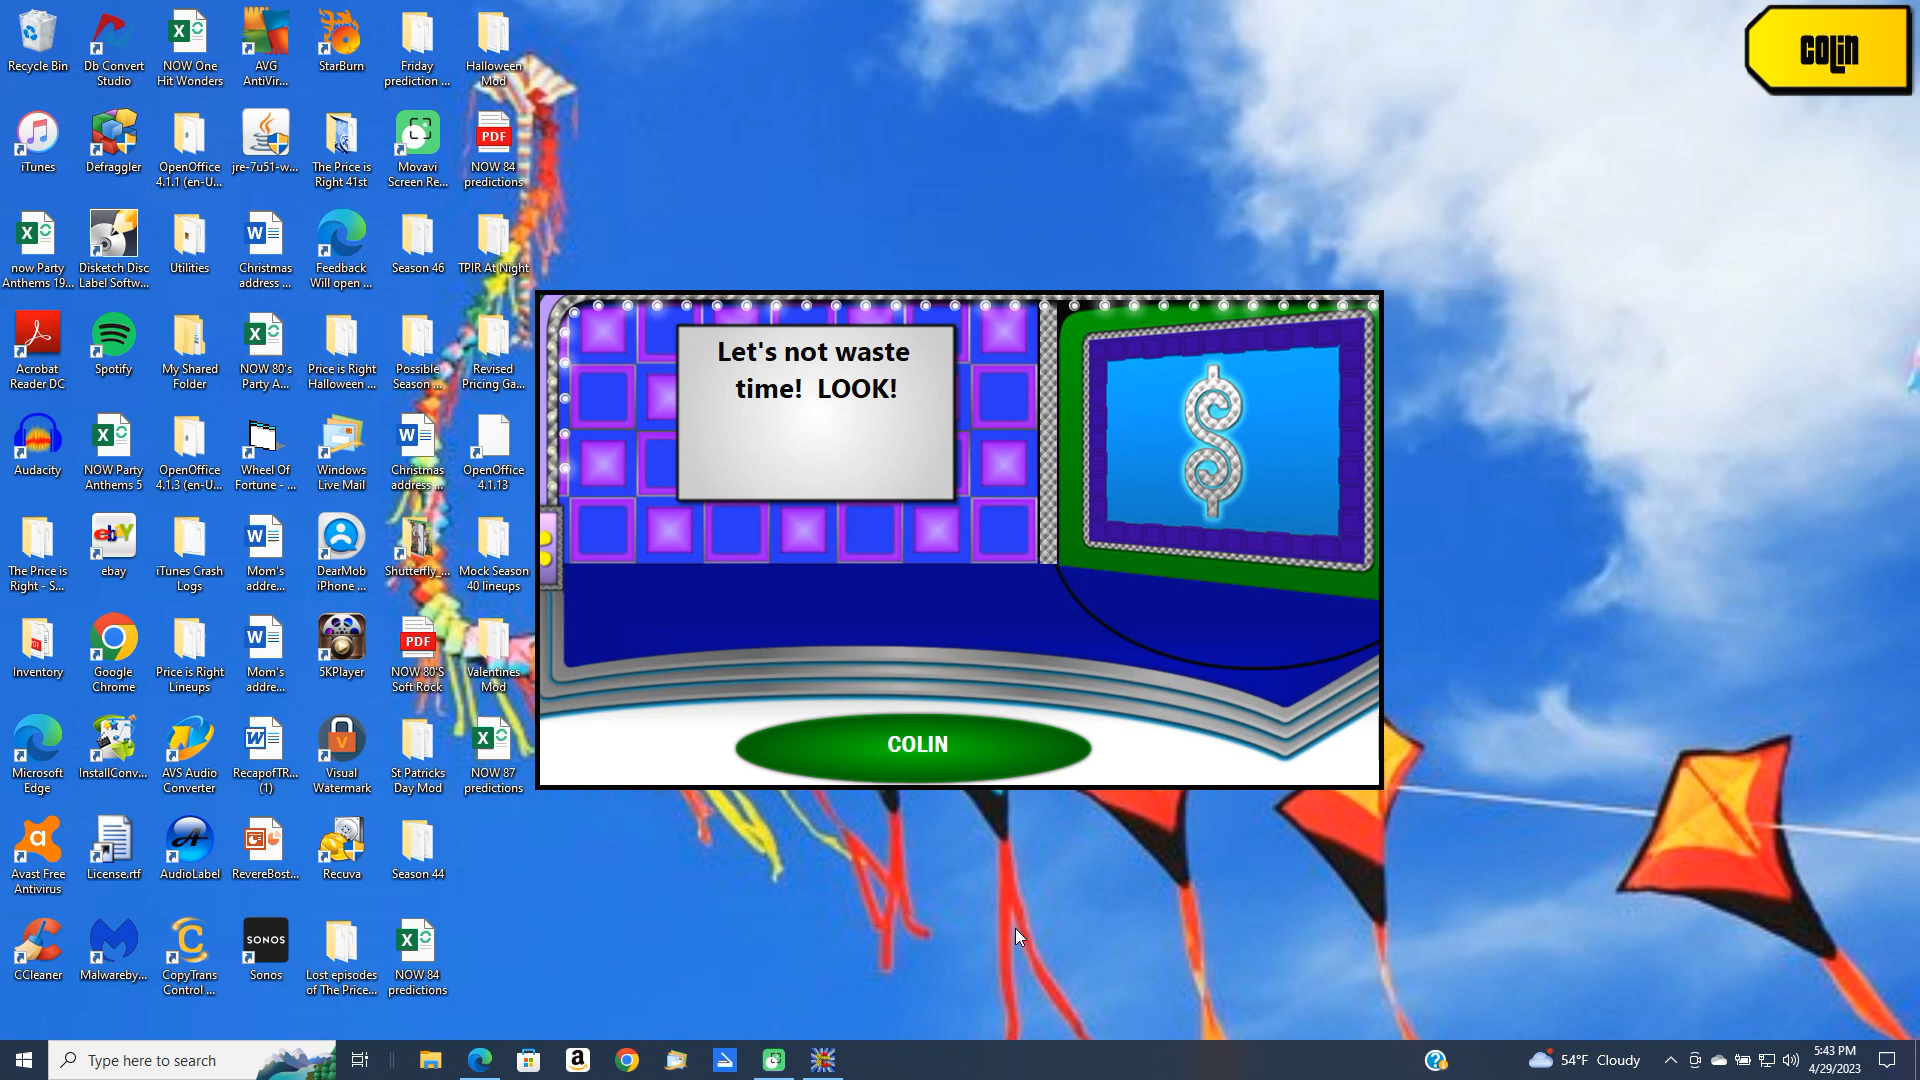 Recycle Bin
Db Convert
Studio
NOW One
Hit Wonders
AVG
AntiVir...
StarBurn
Friday
prediction ...
Halloween
Mod
COLIN
iTunes
Defraggler
OpenOffice
4.1.1 (en-U...
jre-7u51-w...
The Price is
Right 41st
Movavi
Screen Re...
PDF
NOW 84
predictions
now Party
Anthems 19...
Disketch Disc
Label Softw...
Utilities
Christmas
address ...
Feedback
Will open ...
Season 46
TPIR At Night
Acrobat
Reader DC
Spotify
My Shared
Folder
NOW 80's
Party A...
Price is Right
Halloween ...
Possible
Season ...
Revised
Pricing Ga...
Let's not waste
time!  LOOK!
Audacity
NOW Party
Anthems 5
OpenOffice
4.1.3 (en-U...
Wheel Of
Fortune - ...
Windows
Live Mail
Christmas
address ...
OpenOffice
4.1.13
The Price is
Right - S...
ebay
ebay
iTunes Crash
Logs
Mom's
addre...
DearMob
iPhone ...
Shutterfly_...
Mock Season
40 lineups
Inventory
Google
Chrome
Price is Right
Lineups
Mom's
addre...
5KPlayer
PDF
NOW 80'S
Soft Rock
Valentines
Mod
COLIN
Microsoft
Edge
InstallConv...
AVS Audio
Converter
RecapofTR...
(1)
Visual
Watermark
St Patricks
Day Mod
NOW 87
predictions
Avast Free
Antivirus
License.rtf
AudioLabel
RevereBost...
Recuva
Season 44
CCleaner
Malwareby...
CopyTrans
Control ...
SONOS
Sonos
Lost episodes
of The Price...
NOW 84
predictions
Type here to search
54°F Cloudy
5:43 PM
4/29/2023